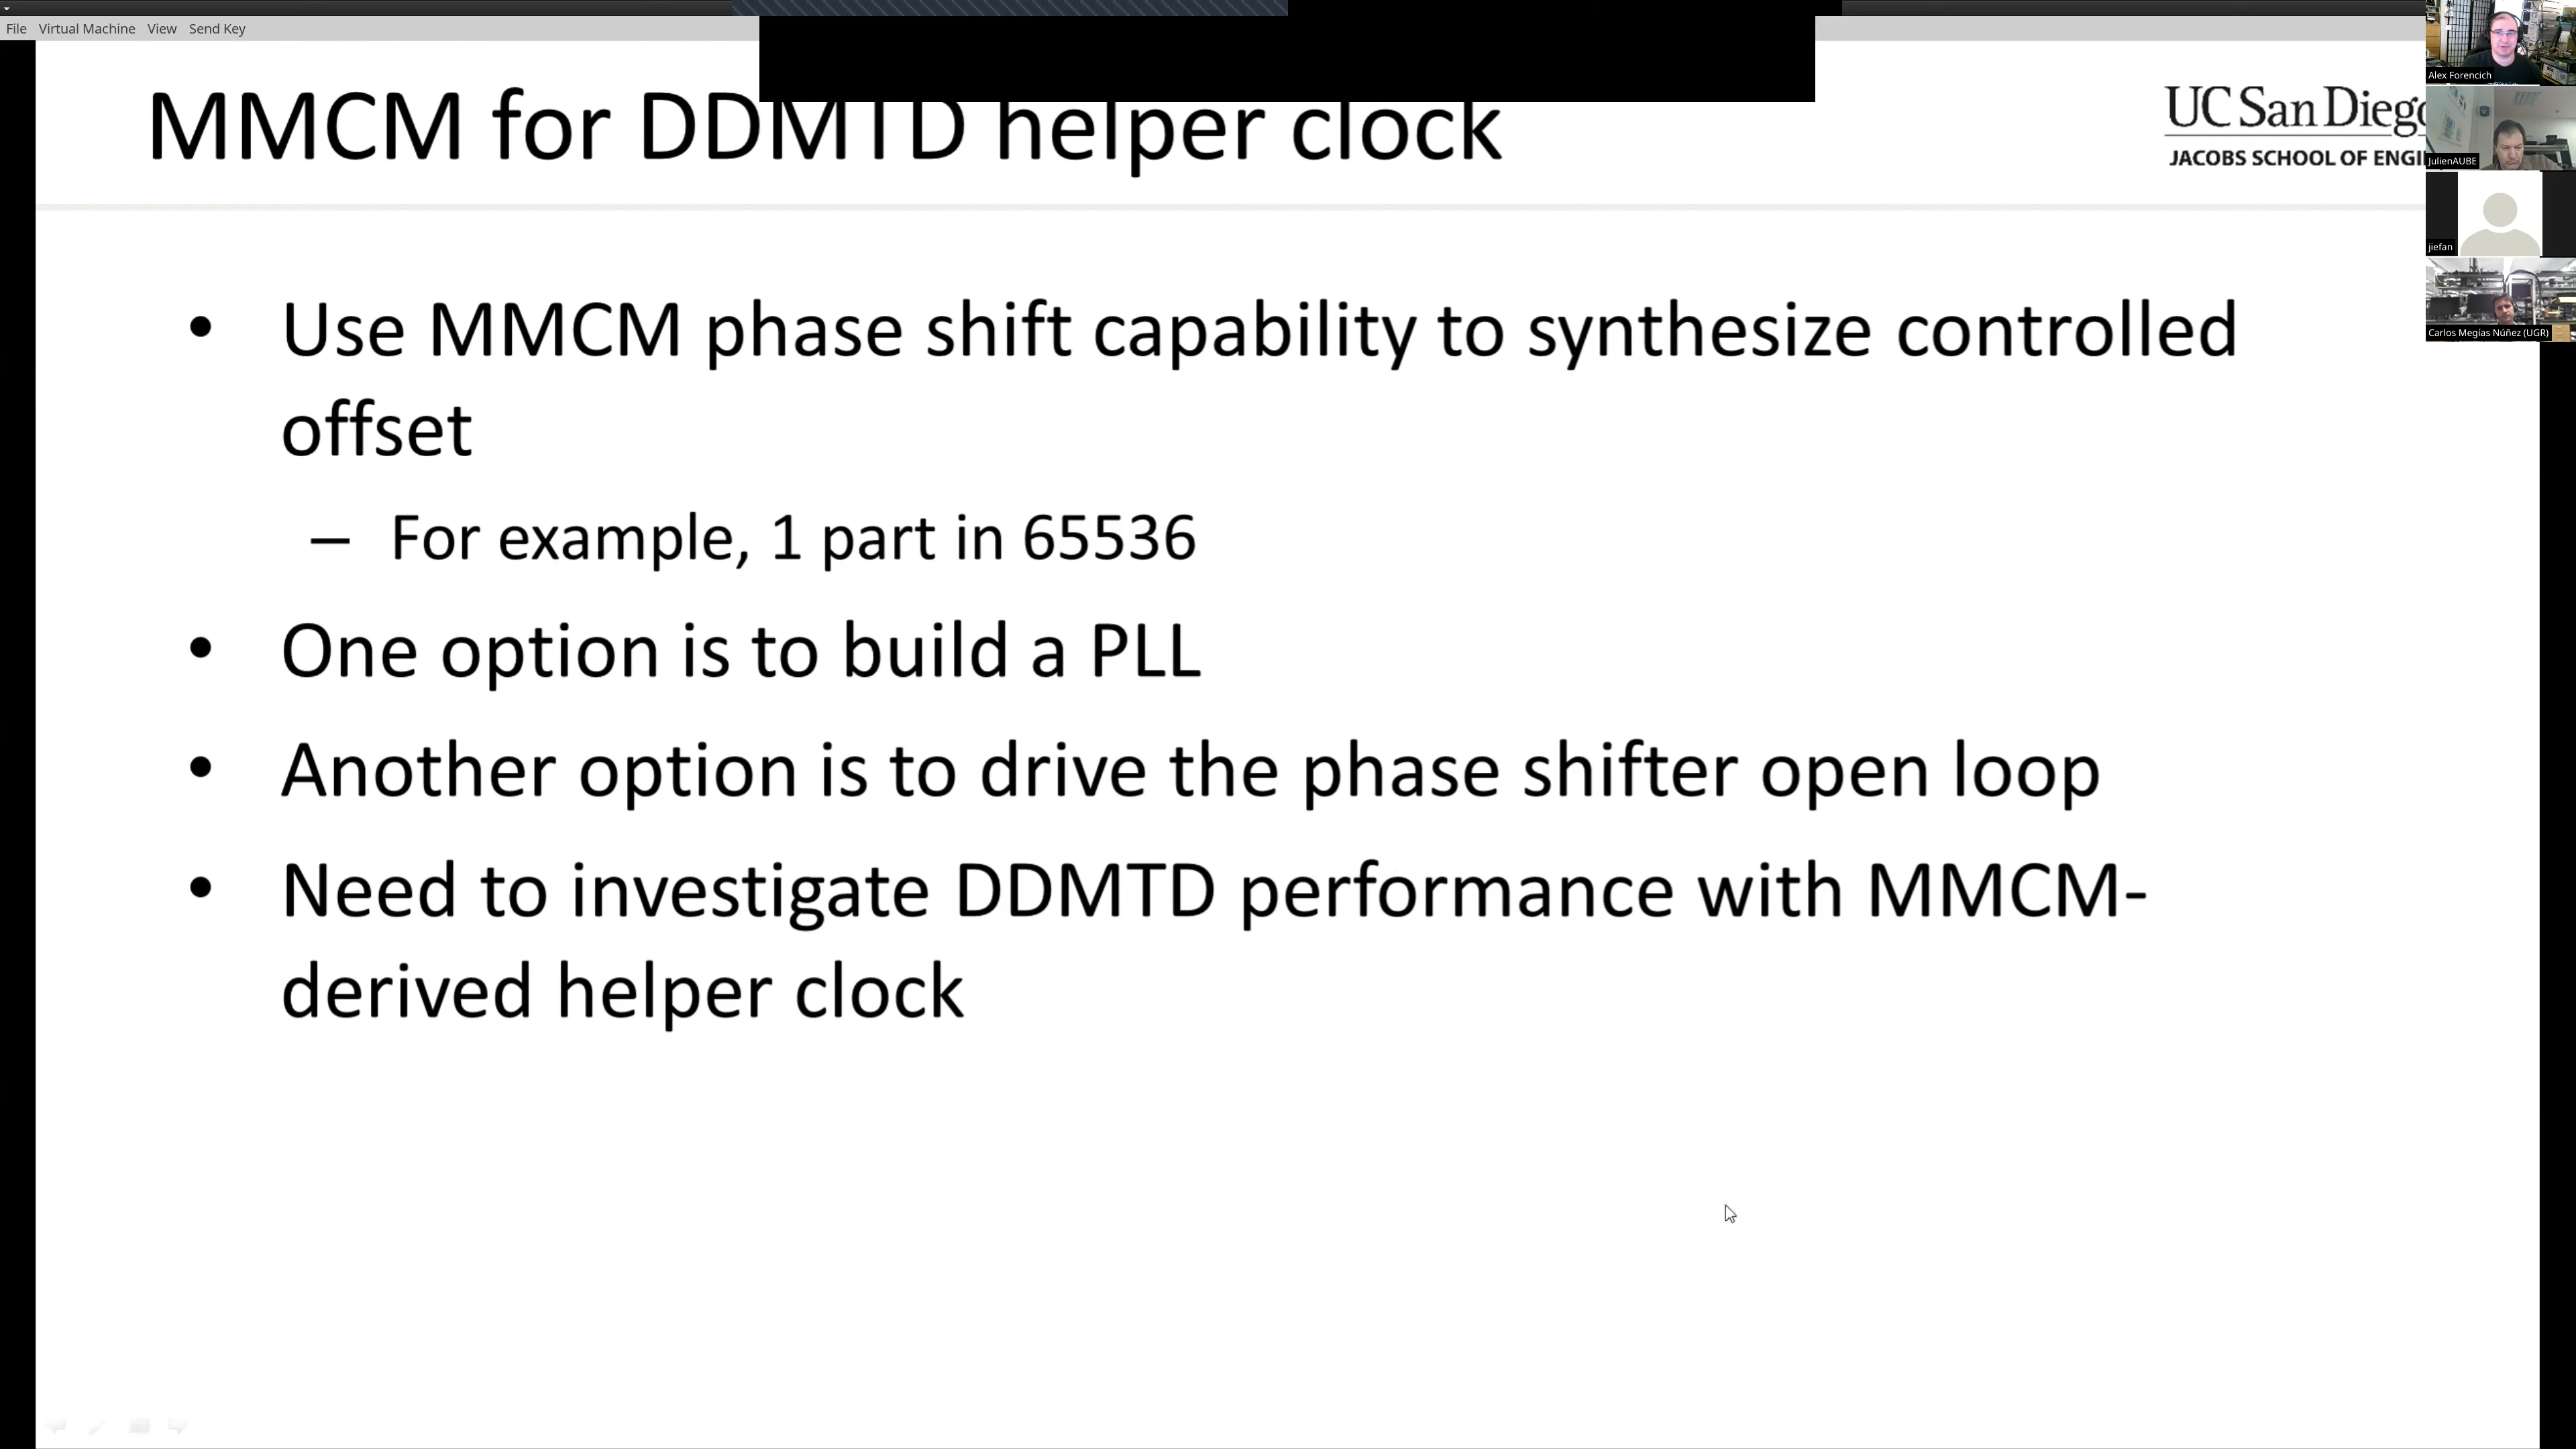 File Virtual Machine View Send Key
MMCM for DDMTD helper clock
UC San Dieg
JACOBS SCHOOL OF ENGI
Alex Forencich
JulienAUBE
jiefan
Carlos Megías Núñez (UGR)
• Use MMCM phase shift capability to synthesize controlled
offset
– For example, 1 part in 65536
• One option is to build a PLL
• Another option is to drive the phase shifter open loop
• Need to investigate DDMTD performance with MMCM-
derived helper clock